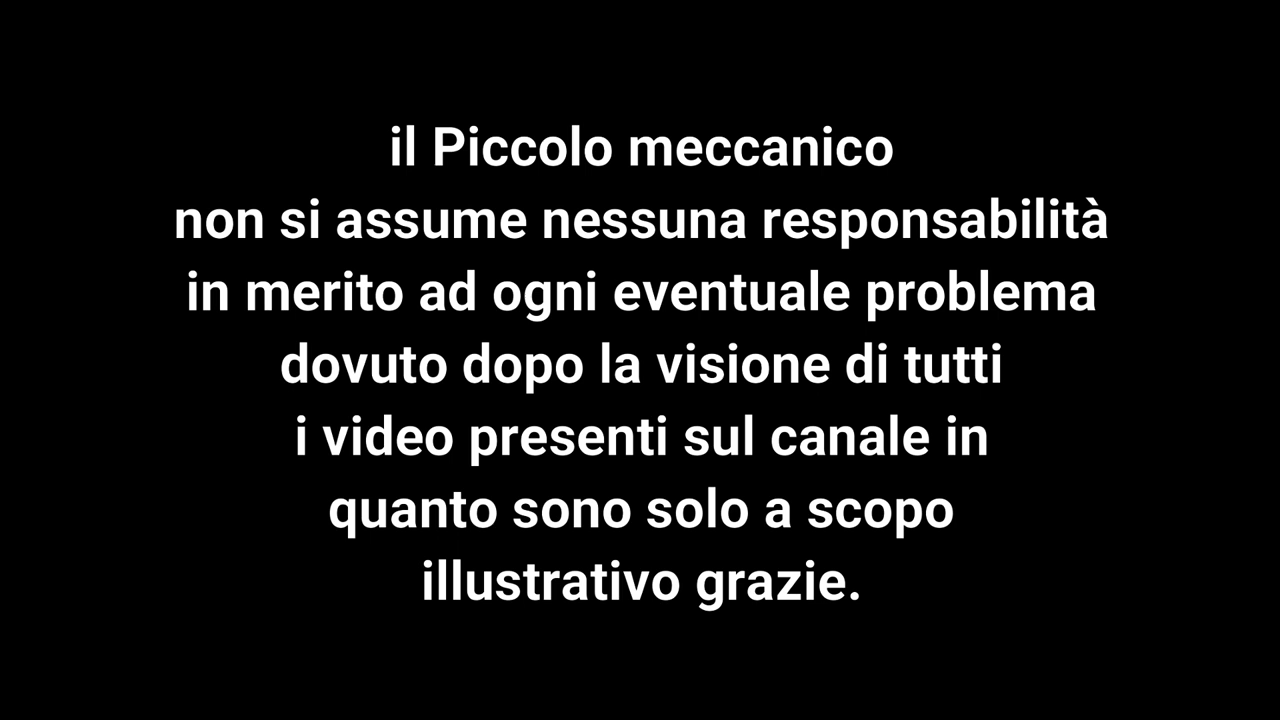 il Piccolo meccanico
non si assume nessuna responsabilità
in merito ad ogni eventuale problema
dovuto dopo la visione di tutti
i video presenti sul canale in
quanto sono solo a scopo
illustrativo grazie.